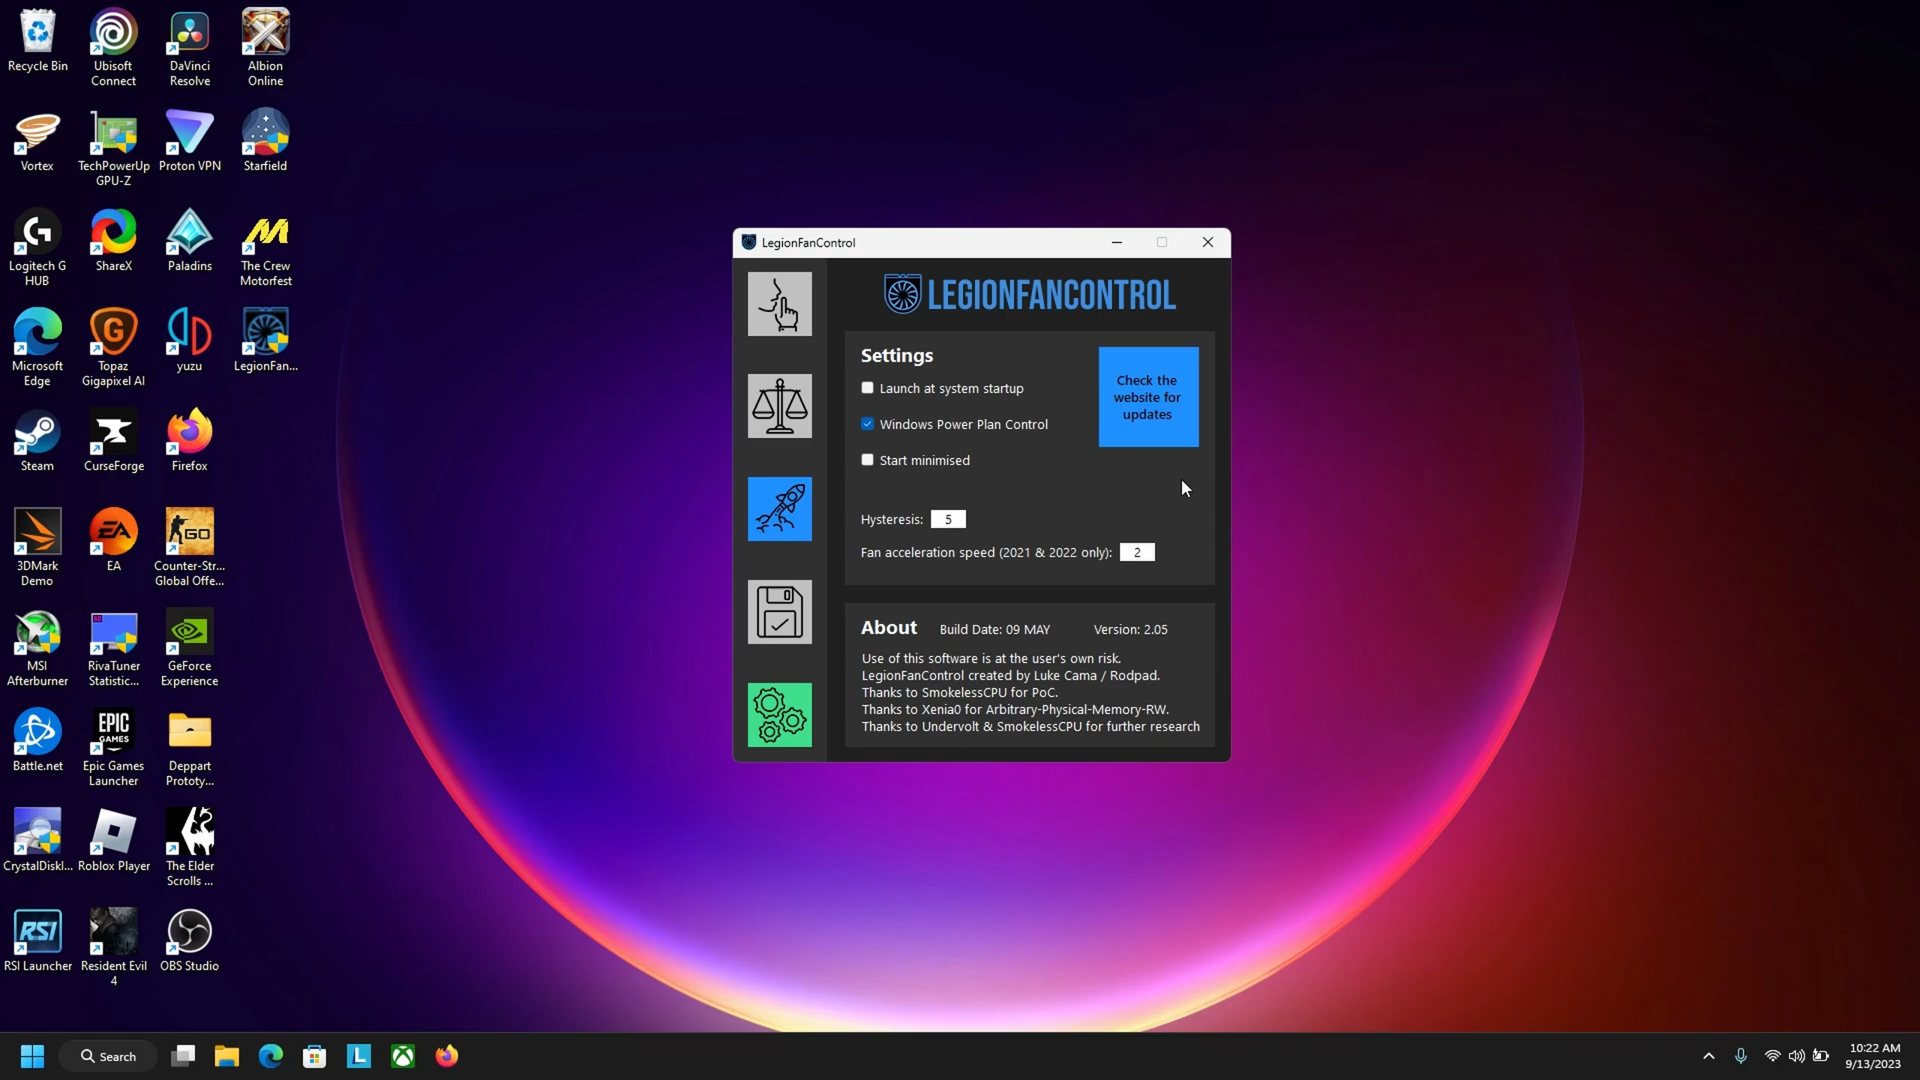 Recycle Bin
Ubisoft
Connect
DaVinci
Resolve
Albion
Online
Vortex
TechPowerUp
GPU-Z
Proton VPN
Starfield
Logitech G
HUB
ShareX
Paladins
The Crew
Motorfest
Microsoft
Edge
Topaz
Gigapixel AI
yuzu
LegionFan...
Steam
CurseForge
Firefox
3DMark
Demo
EA
EA
GO
Counter-Str...
Global Offe...
MSI
Afterburner
RivaTuner
Statistic...
GeForce
Experience
Battle.net
EPIC
GAMES
Epic Games
Launcher
Deppart
Prototy...
CrystalDiskI...
Roblox Player
The Elder
Scrolls ...
RSI
RSI Launcher
Resident Evil
4
OBS Studio
LegionFanControl
LEGIONFANCONTROL
Settings
Launch at system startup
Windows Power Plan Control
Start minimised
Check the
website for
updates
Hysteresis: 5
Fan acceleration speed (2021 & 2022 only): 2
About Build Date: 09 MAY Version: 2.05
Use of this software is at the user's own risk.
LegionFanControl created by Luke Cama / Rodpad.
Thanks to SmokelessCPU for PoC.
Thanks to Xenia0 for Arbitrary-Physical-Memory-RW.
Thanks to Undervolt & SmokelessCPU for further research
Search
L
10:22 AM
9/13/2023